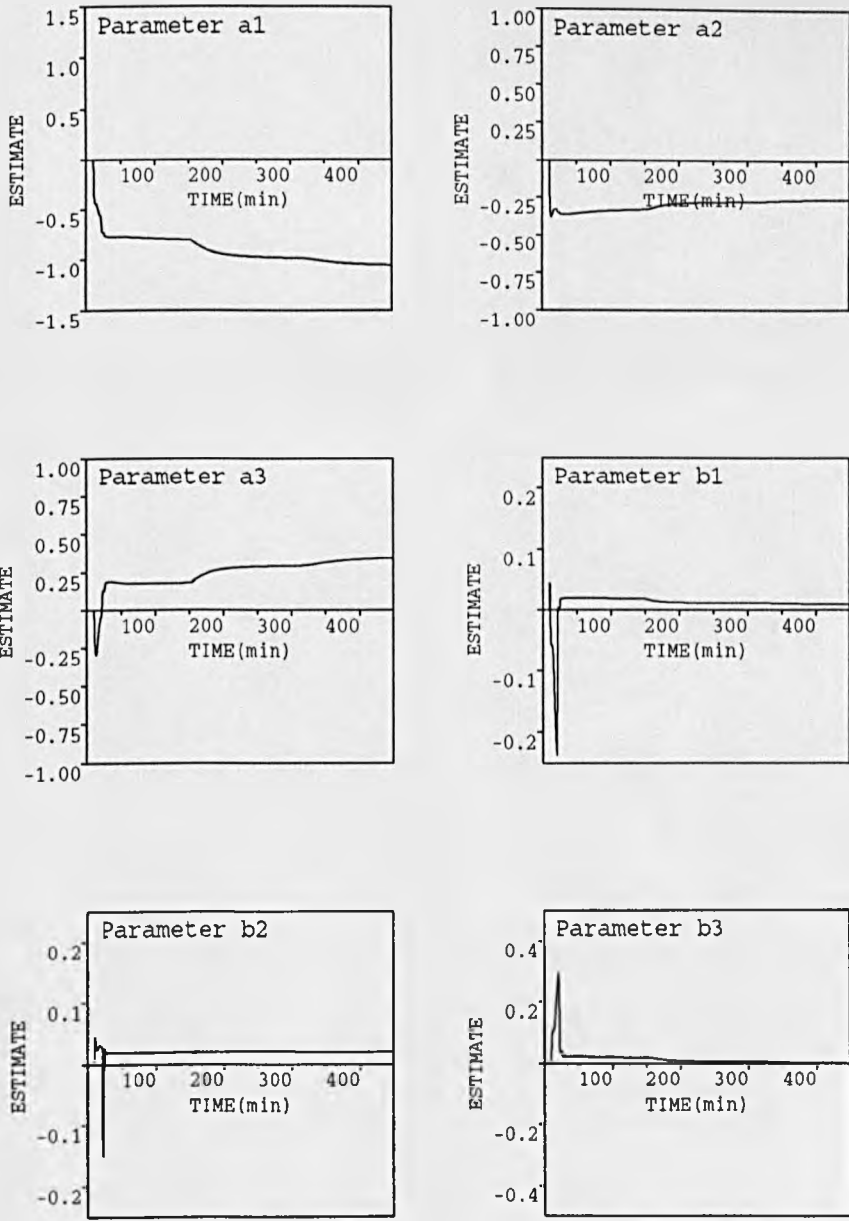 Parameter a1
1.5
1.0
0.5
-0.5
-1.0
-1.5
100 200 300 400
TIME(min)
ESTIMATE
Parameter a2
1.00
0.75
0.50
0.25
-0.25
-0.50
-0.75
-1.00
100 200 300 400
TIME(min)
ESTIMATE
Parameter a3
1.00
0.75
0.50
0.25
-0.25
-0.50
-0.75
-1.00
100 200 300 400
TIME(min)
ESTIMATE
Parameter b1
0.2
0.1
-0.1
-0.2
100 200 300 400
TIME(min)
ESTIMATE
Parameter b2
0.2
0.1
-0.1
-0.2
100 200 300 400
TIME(min)
ESTIMATE
Parameter b3
0.4
0.2
-0.2
-0.4
100 200 300 400
TIME(min)
ESTIMATE